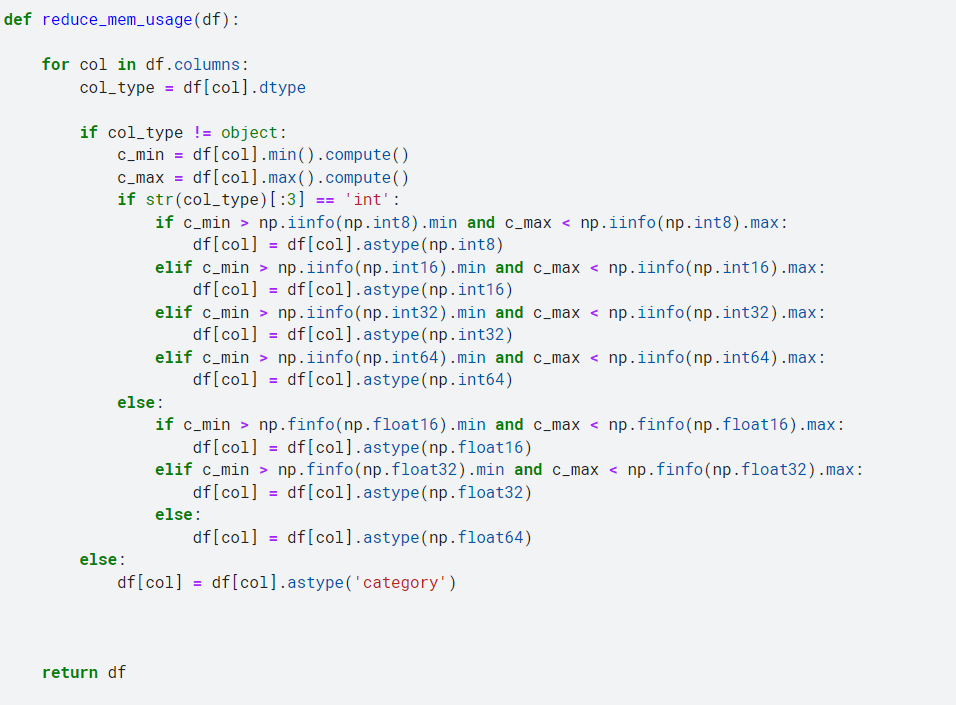 def reduce_mem_usage(df):
    for col in df.columns:
        col_type = df[col].dtype
        if col_type != object:
            c_min = df[col].min().compute()
            c_max = df[col].max().compute()
            if str(col_type)[:3] == 'int':
                if c_min > np.iinfo(np.int8).min and c_max < np.iinfo(np.int8).max:
                    df[col] = df[col].astype(np.int8)
                elif c_min > np.iinfo(np.int16).min and c_max < np.iinfo(np.int16).max:
                    df[col] = df[col].astype(np.int16)
                elif c_min > np.iinfo(np.int32).min and c_max < np.iinfo(np.int32).max:
                    df[col] = df[col].astype(np.int32)
                elif c_min > np.iinfo(np.int64).min and c_max < np.iinfo(np.int64).max:
                    df[col] = df[col].astype(np.int64)
            else:
                if c_min > np.finfo(np.float16).min and c_max < np.finfo(np.float16).max:
                    df[col] = df[col].astype(np.float16)
                elif c_min > np.finfo(np.float32).min and c_max < np.finfo(np.float32).max:
                    df[col] = df[col].astype(np.float32)
                else:
                    df[col] = df[col].astype(np.float64)
        else:
            df[col] = df[col].astype('category')
    return df